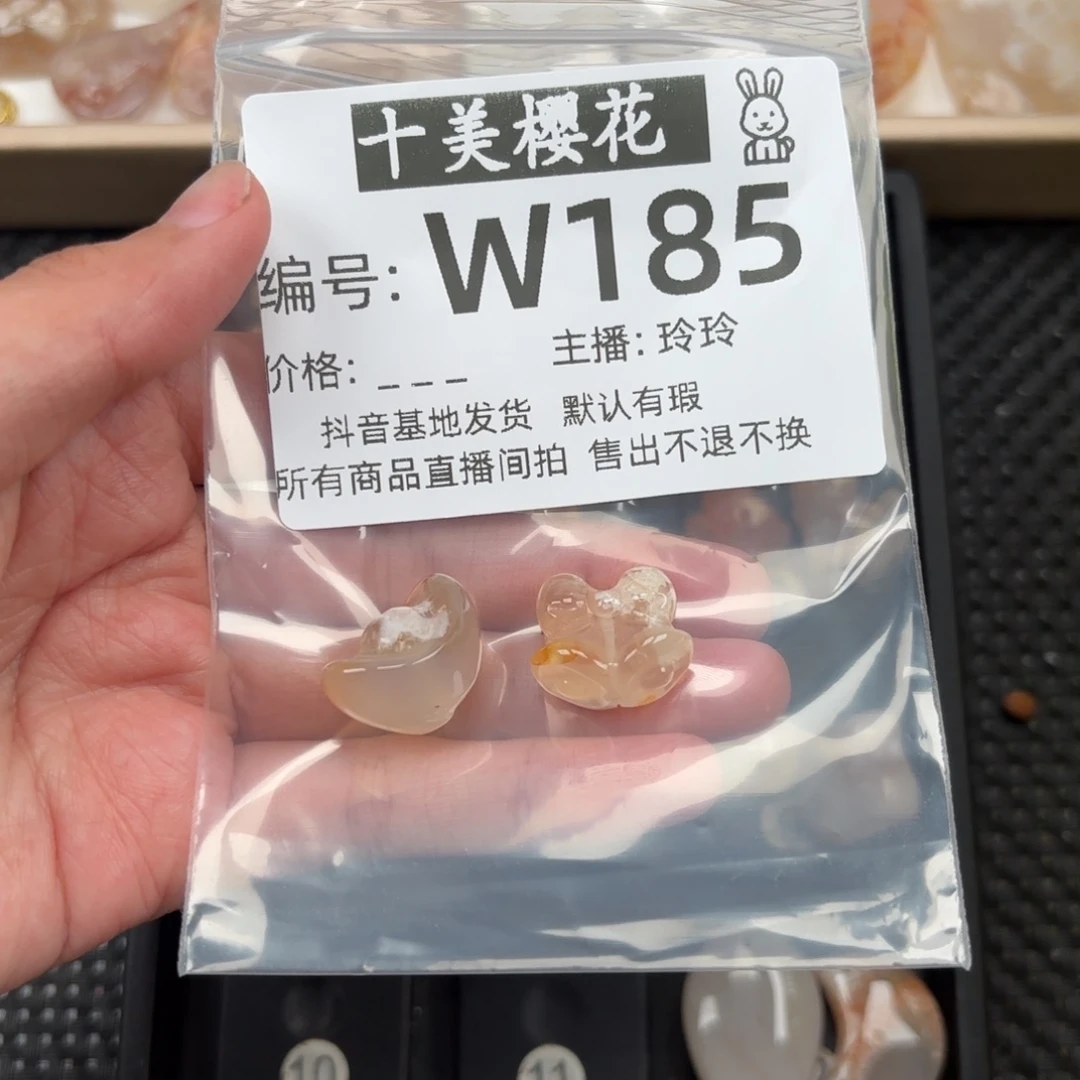 十美樱花
编号: W185
价格: _ _ _ 主播: 玲玲
抖音基地发货 默认有瑕
所有商品直播间拍 售出不退不换
10 11